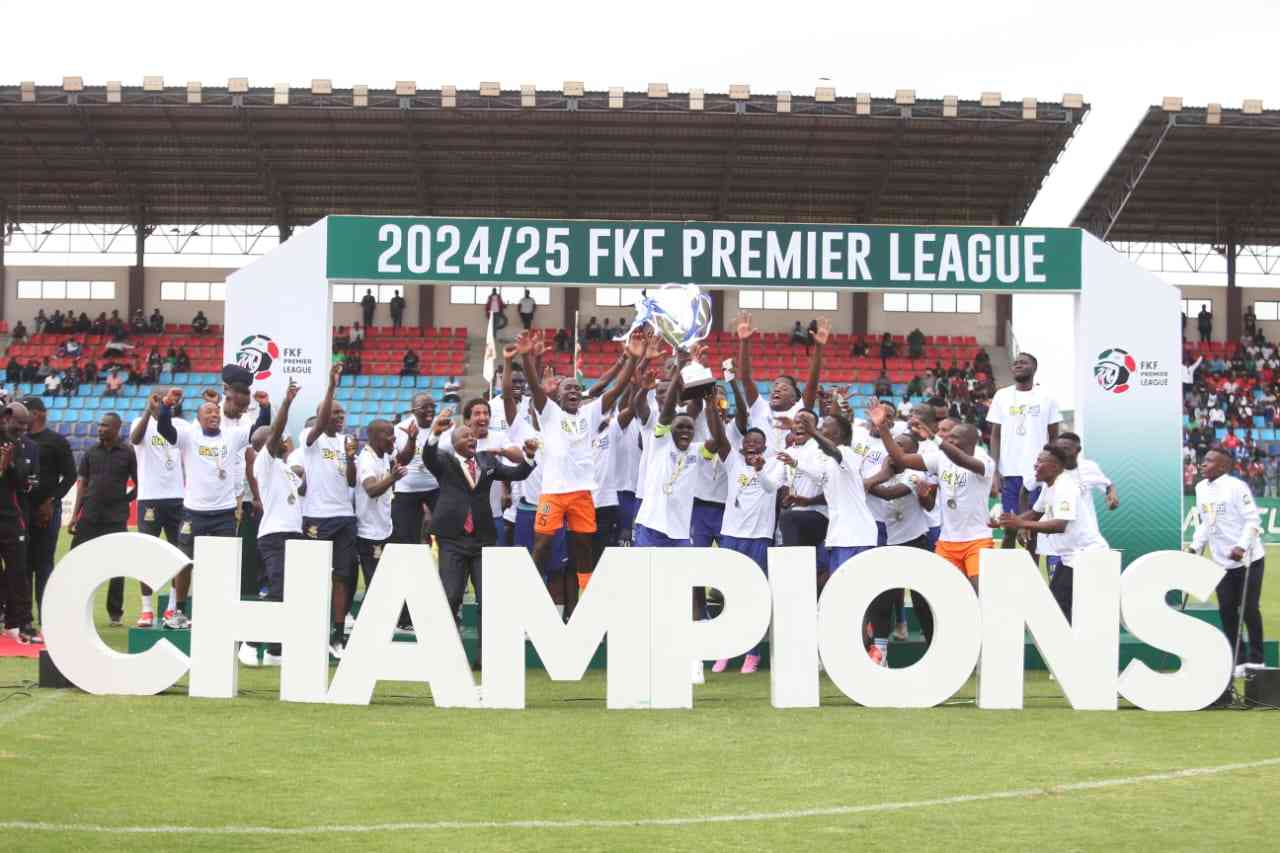 2024/25 FKF PREMIER LEAGUE
FKF
PREMIER
LEAGUE
FKF
PREMIER
LEAGUE
CHAMPIONS